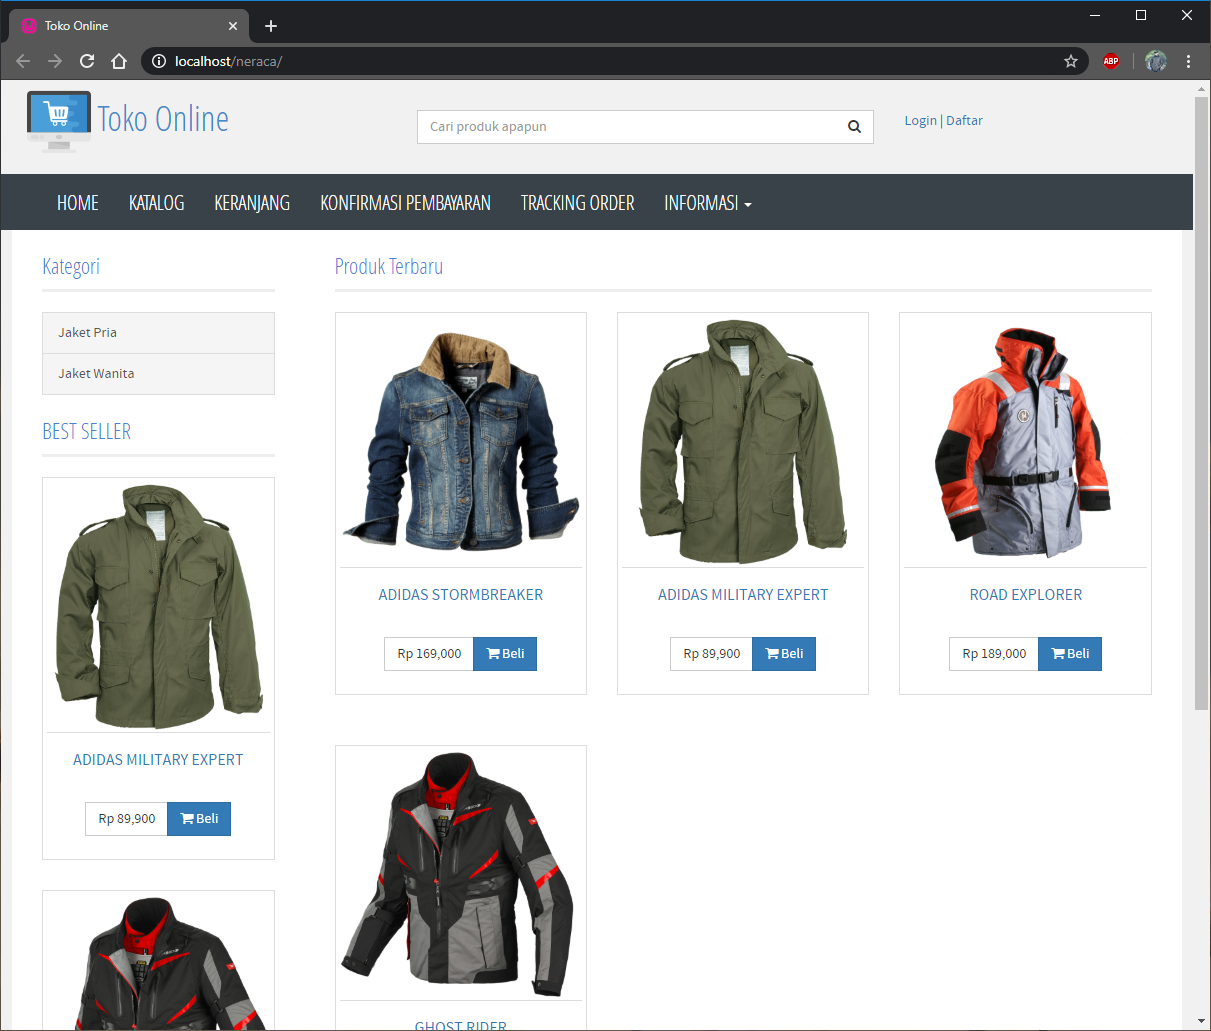 Toko Online
localhost/neraca/
ABP
Toko Online
Cari produk apapun
Login | Daftar
HOME KATALOG KERANJANG KONFIRMASI PEMBAYARAN TRACKING ORDER INFORMASI
Kategori
Jaket Pria
Jaket Wanita
BEST SELLER
ADIDAS MILITARY EXPERT
Rp 89,900 Beli
Produk Terbaru
ADIDAS STORMBREAKER
Rp 169,000 Beli
ADIDAS MILITARY EXPERT
Rp 89,900 Beli
ROAD EXPLORER
Rp 189,000 Beli
GHOST RIDER